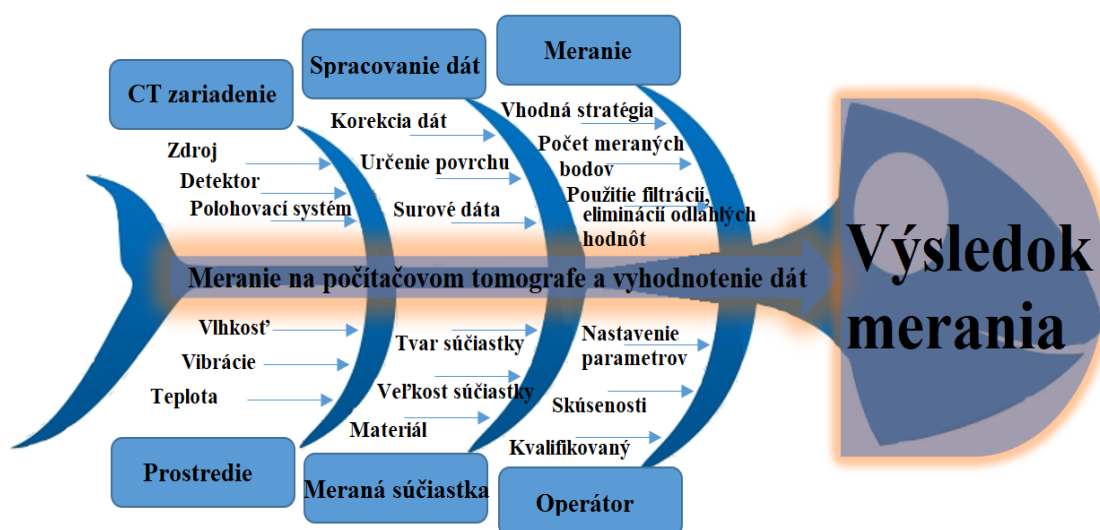 Meranie
Spracovanie dát
CT zariadenie
Vhodná stratégia
Korekcia dát
Počet meraných
bodov
Zdroj
Určenie povrchu
Detektor
Použitie filtrácií,
eliminácií odlahlých
hodnôt
Polohovací systém
Surové dáta
Výsledok
merania
Meranie na počítačovom tomografe a vyhodnotenie dát
Vlhkosť
Tvar súčiastky
Nastavenie
parametrov
Vibrácie
Veľkost súčiastky
Teplota
Skúsenosti
Materiál
Kvalifikovaný
Prostredie
Meraná súčiastka
Operátor